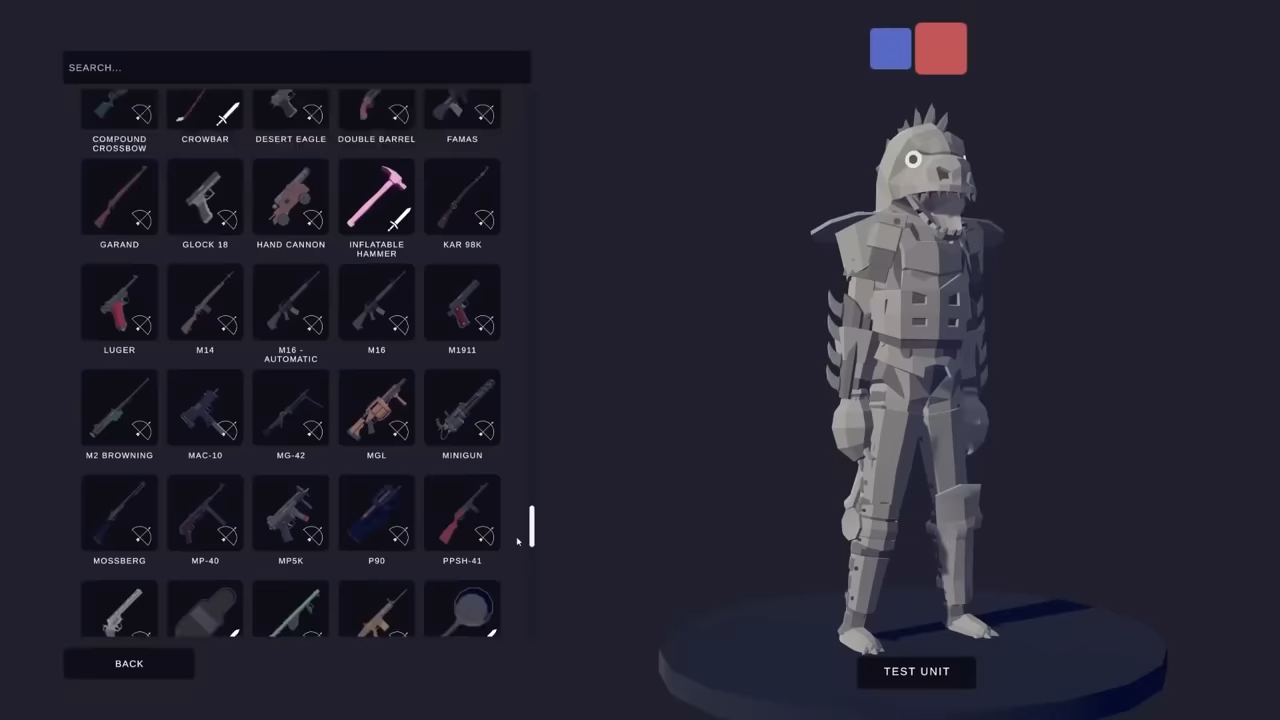 SEARCH...
COMPOUND
CROSSBOW
CROWBAR
DESERT EAGLE
DOUBLE BARREL
FAMAS
GARAND
GLOCK 18
HAND CANNON
INFLATABLE
HAMMER
KAR 98K
LUGER
M14
M16 -
AUTOMATIC
M16
M1911
M2 BROWNING
MAC-10
MG-42
MGL
MINIGUN
MOSSBERG
MP-40
MP5K
P90
PPSH-41
BACK
TEST UNIT